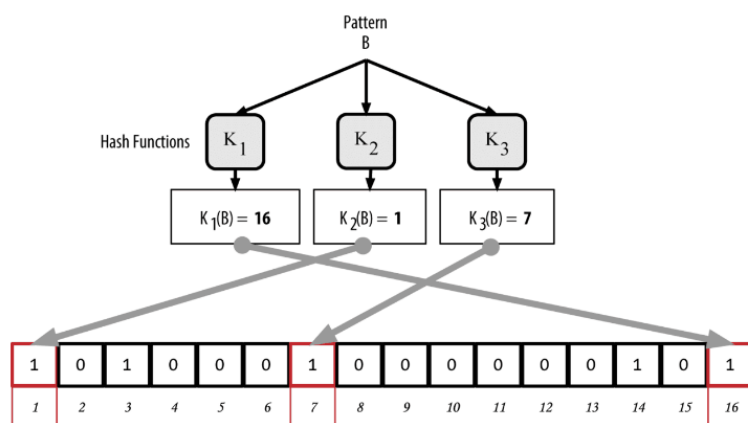 Pattern
B
Hash Functions
K1
K2
K3
K1(B) = 16
K2(B) = 1
K3(B) = 7
1 0 1 0 0 0 1 0 0 0 0 0 0 1 0 1
1 2 3 4 5 6 7 8 9 10 11 12 13 14 15 16